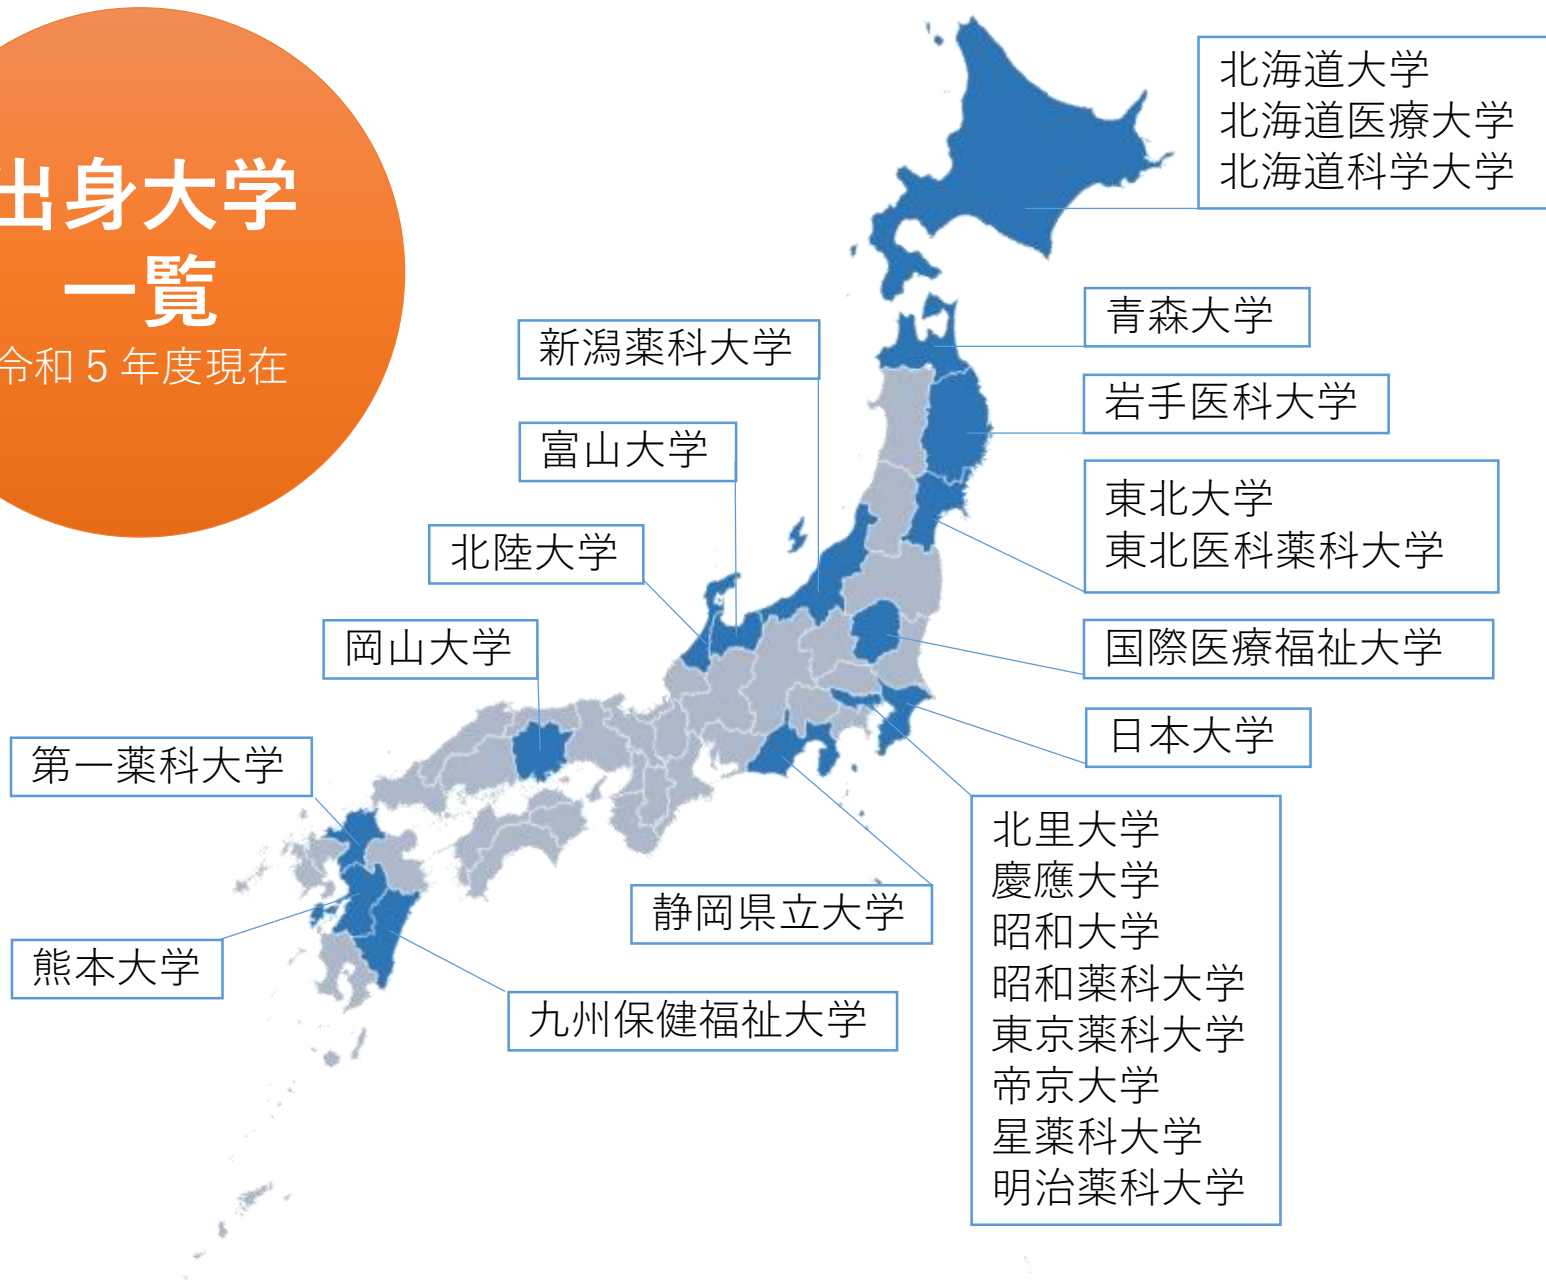 出身大学
一覧
令和5年度現在
北海道大学
北海道医療大学
北海道科学大学
青森大学
岩手医科大学
東北大学
東北医科薬科大学
国際医療福祉大学
日本大学
北里大学
慶應大学
昭和大学
昭和薬科大学
東京薬科大学
帝京大学
星薬科大学
明治薬科大学
新潟薬科大学
富山大学
北陸大学
岡山大学
静岡県立大学
第一薬科大学
熊本大学
九州保健福祉大学